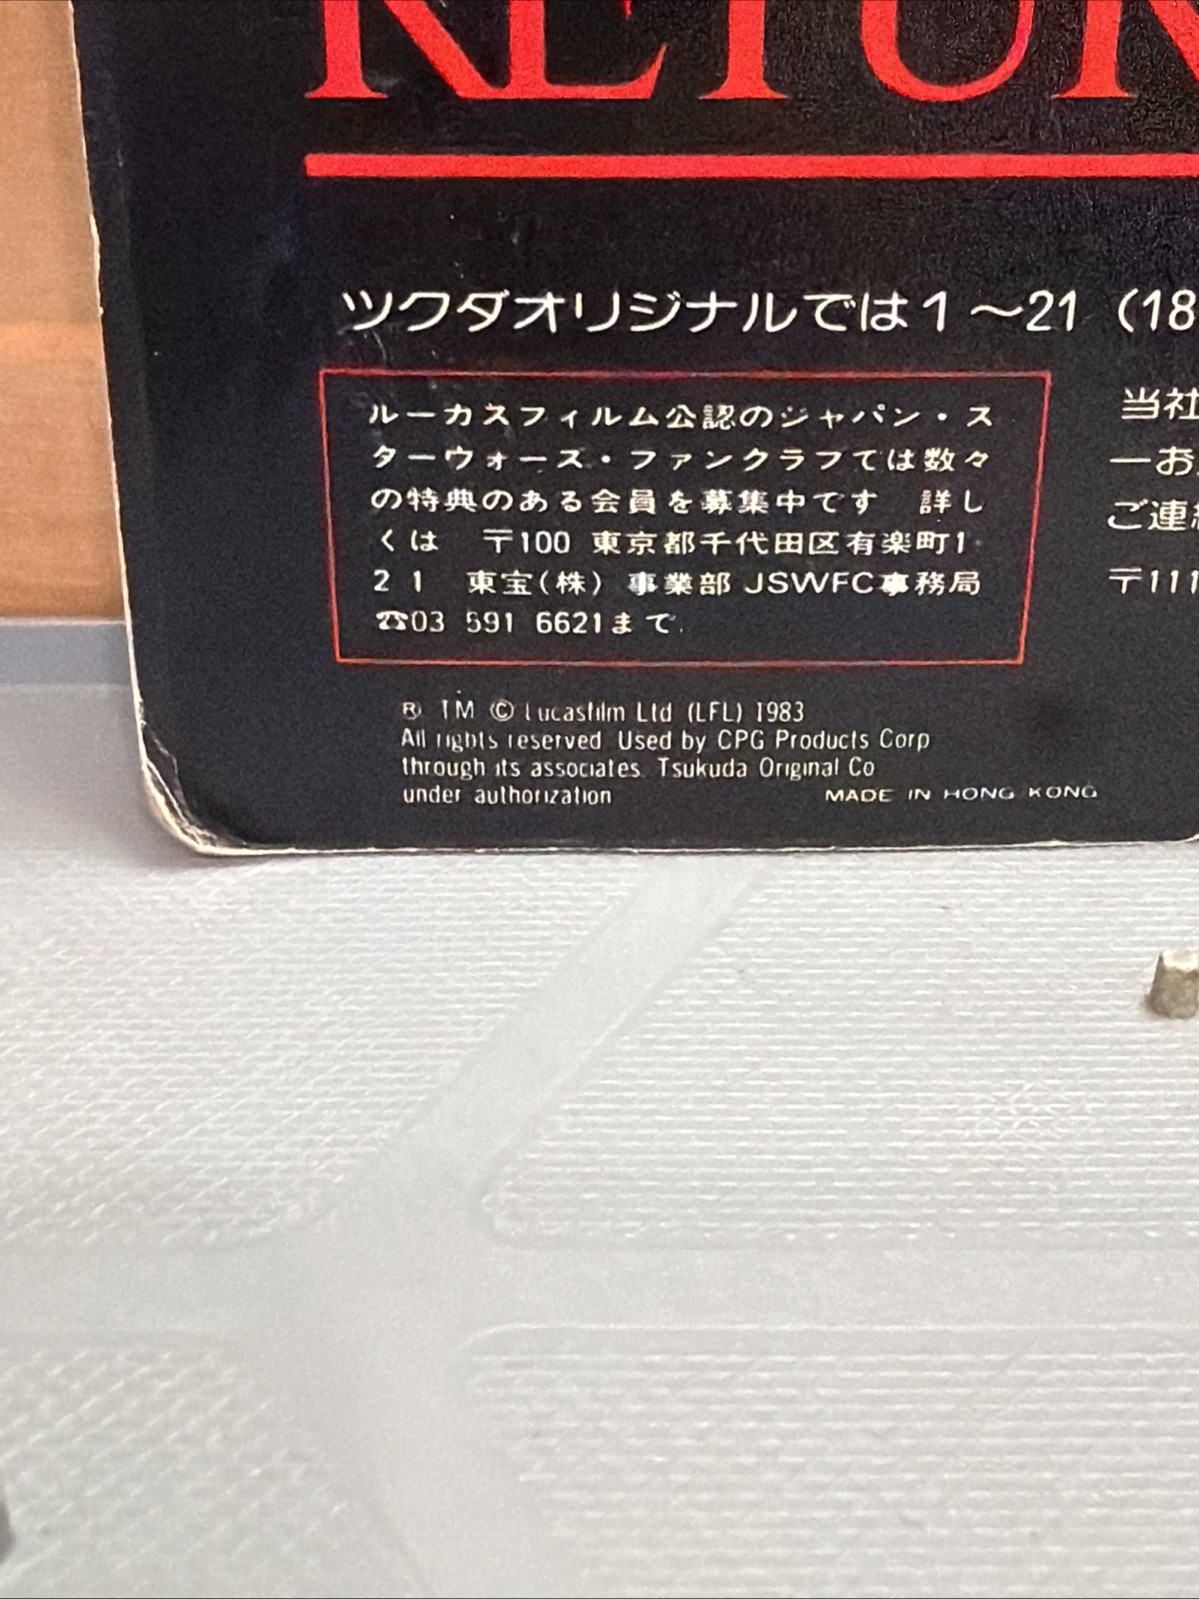 RETUR
ツクダオリジナルでは1～21（18
ルーカスフィルム公認のジャパン・ス
ターウォーズ・ファンクラブでは数々
の特典のある会員を募集中です 詳し
くは 〒100 東京都千代田区有楽町1
2 1 東宝(株) 事業部 JSWFC事務局
☎03 591 6621まで.
当社
一お
ご連絡
〒111
® TM © Lucasfilm Ltd (LFL) 1983
All rights reserved Used by CPG Products Corp
through its associates Tsukuda Original Co
under authorization
MADE IN HONG KONG